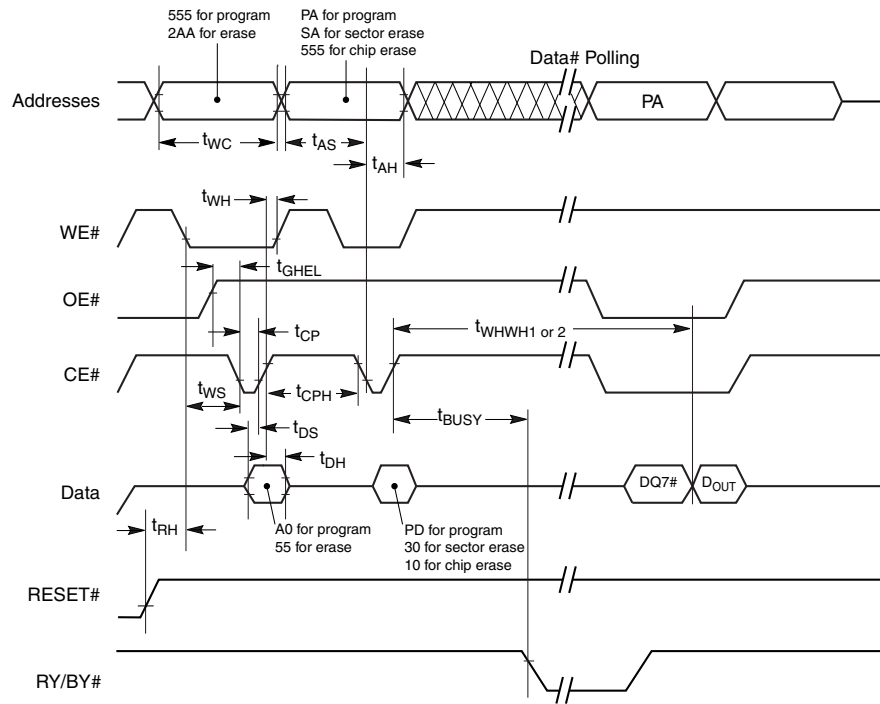 555 for program
2AA for erase
PA for program
SA for sector erase
555 for chip erase
Data# Polling
Addresses
PA
tWC
tAS
tAH
tWH
WE#
tGHEL
OE#
tWHWH1 or 2
tCP
CE#
tWS
tCPH
tBUSY
tDS
tDH
Data
DQ7#
DOUT
tRH
A0 for program
55 for erase
PD for program
30 for sector erase
10 for chip erase
RESET#
RY/BY#